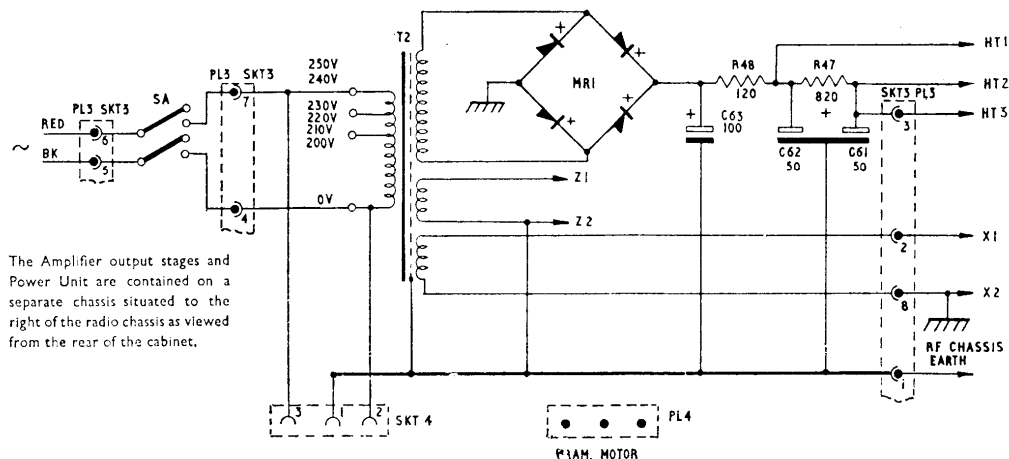 T2
HT1
R48
R47
120
820
HT2
SKT3 PL3
HT3
3
MR1
+
+
+
+
+
C63
100
+
C62
50
C61
50
PL3 SKT3
7
250V
240V
230V
220V
210V
200V
0V
PL3 SKT3
SA
RED
6
~
BK
5
4
Z1
Z2
2
X1
8
X2
RF CHASSIS
EARTH
1
The Amplifier output stages and
Power Unit are contained on a
separate chassis situated to the
right of the radio chassis as viewed
from the rear of the cabinet.
3
2
SKT 4
PL4
MOTOR